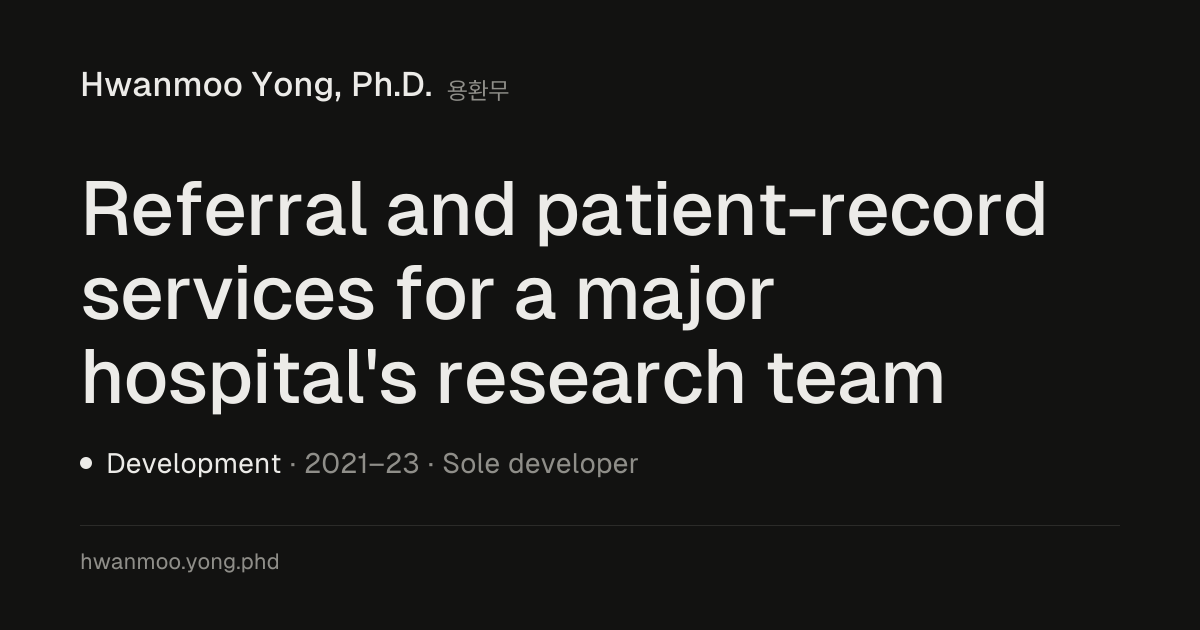 Hwanmoo Yong, Ph.D. 용환무
Referral and patient-record
services for a major
hospital's research team
Development · 2021–23 · Sole developer
hwanmoo.yong.phd